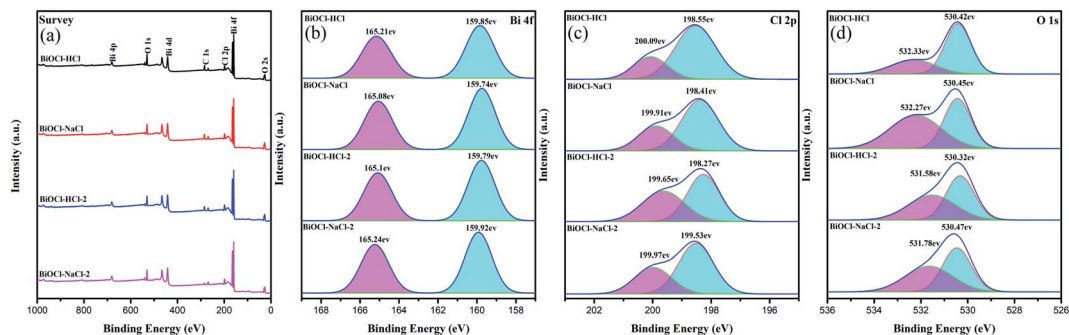 Survey
(a)
Bi 4p
O 1s
Bi 4d
C 1s
Cl 2p
Bi 4f
O 2s
BiOCl-HCl
BiOCl-NaCl
BiOCl-HCl-2
BiOCl-NaCl-2
Intensity (a.u.)
1000 800 600 400 200 0
Binding Energy (eV)
BiOCl-HCl
Bi 4f
(b)
165.21ev
159.85ev
BiOCl-NaCl
165.08ev
159.74ev
BiOCl-HCl-2
165.1ev
159.79ev
BiOCl-NaCl-2
165.24ev
159.92ev
Intensity (a.u.)
168 166 164 162 160 158
Binding Energy (eV)
BiOCl-HCl
Cl 2p
(c)
198.55ev
200.09ev
BiOCl-NaCl
198.41ev
199.91ev
BiOCl-HCl-2
198.27ev
199.65ev
BiOCl-NaCl-2
199.53ev
199.97ev
Intensity (a.u.)
202 200 198 196
Binding Energy (eV)
BiOCl-HCl
O 1s
(d)
530.42ev
532.33ev
BiOCl-NaCl
530.45ev
532.27ev
BiOCl-HCl-2
530.32ev
531.58ev
BiOCl-NaCl-2
530.47ev
531.78ev
Intensity (a.u.)
536 534 532 530 528 526
Binding Energy (eV)